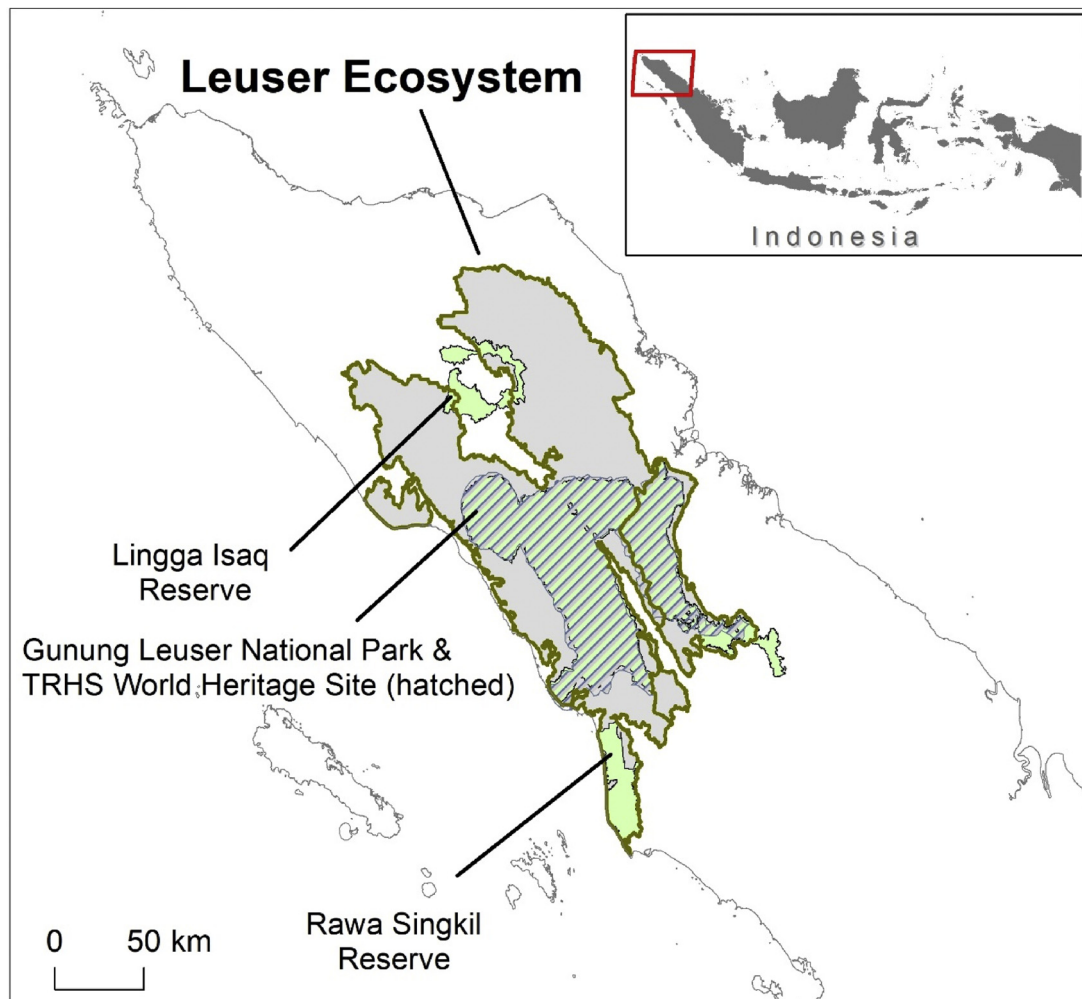 Leuser Ecosystem
Indonesia
Lingga Isaq
Reserve
Gunung Leuser National Park &
TRHS World Heritage Site (hatched)
Rawa Singkil
Reserve
0 50 km